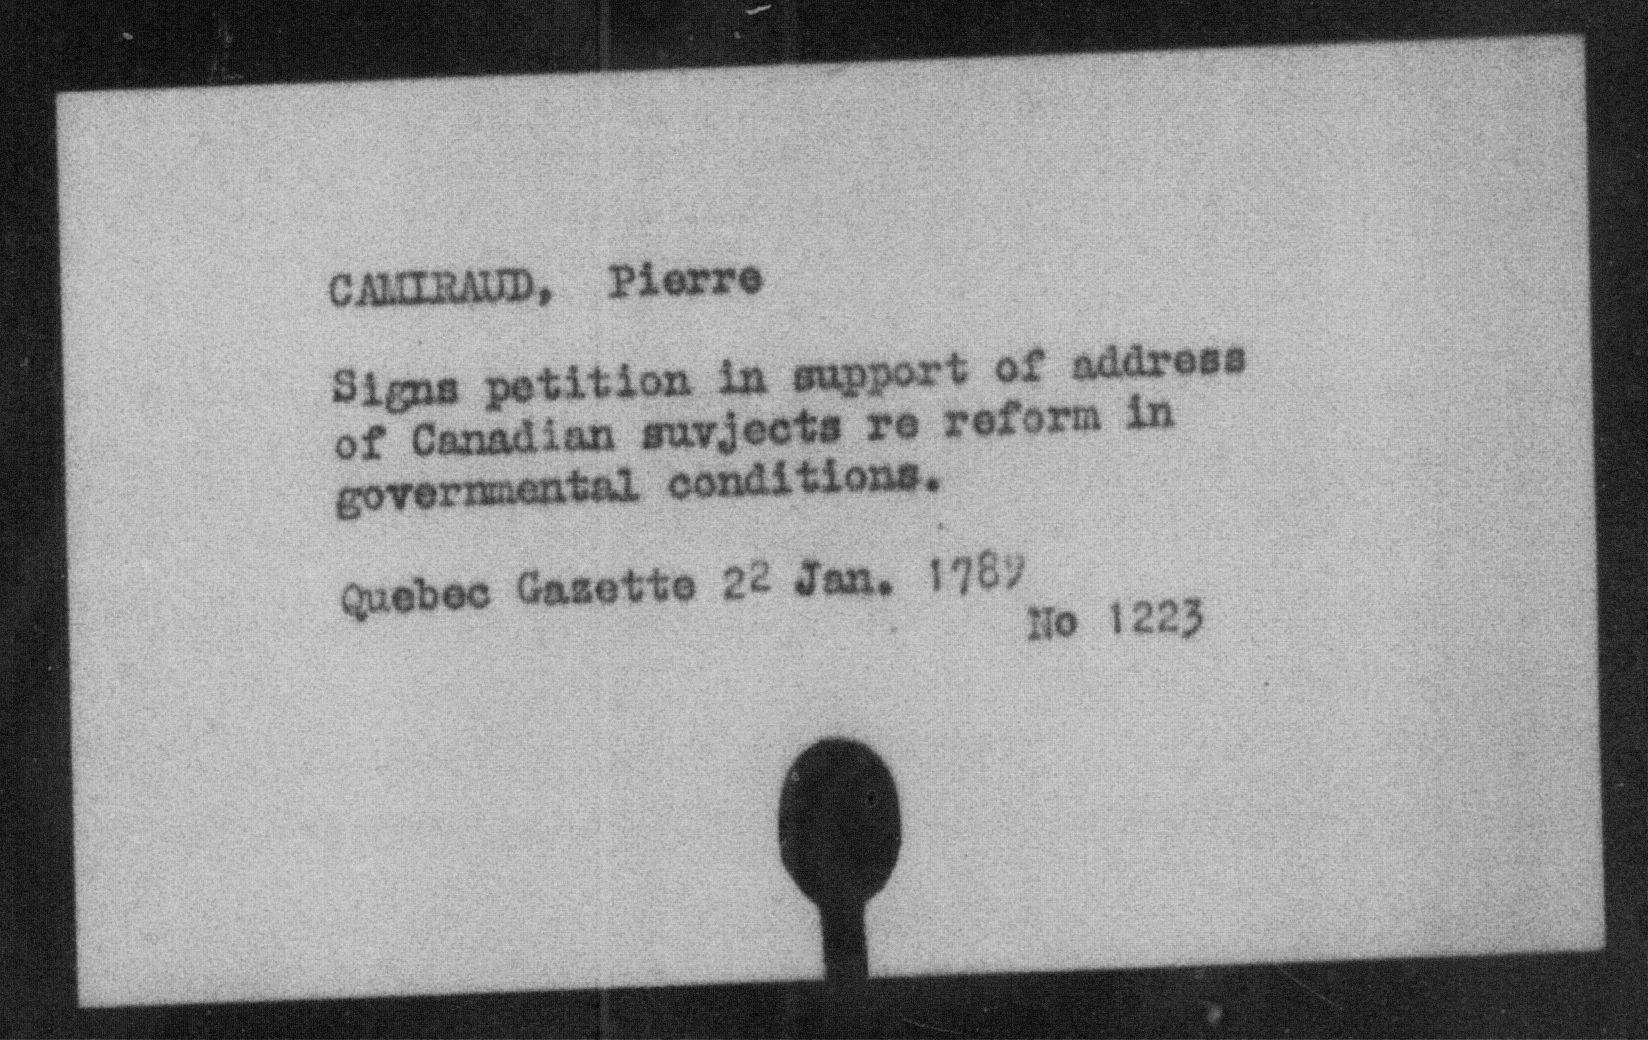 CAMIRAUD, Pierre
Signs petition in support of address
of Canadian suvjects re reform in
governmental conditions.
Quebec Gazette 22 Jan. 1789
No 1223